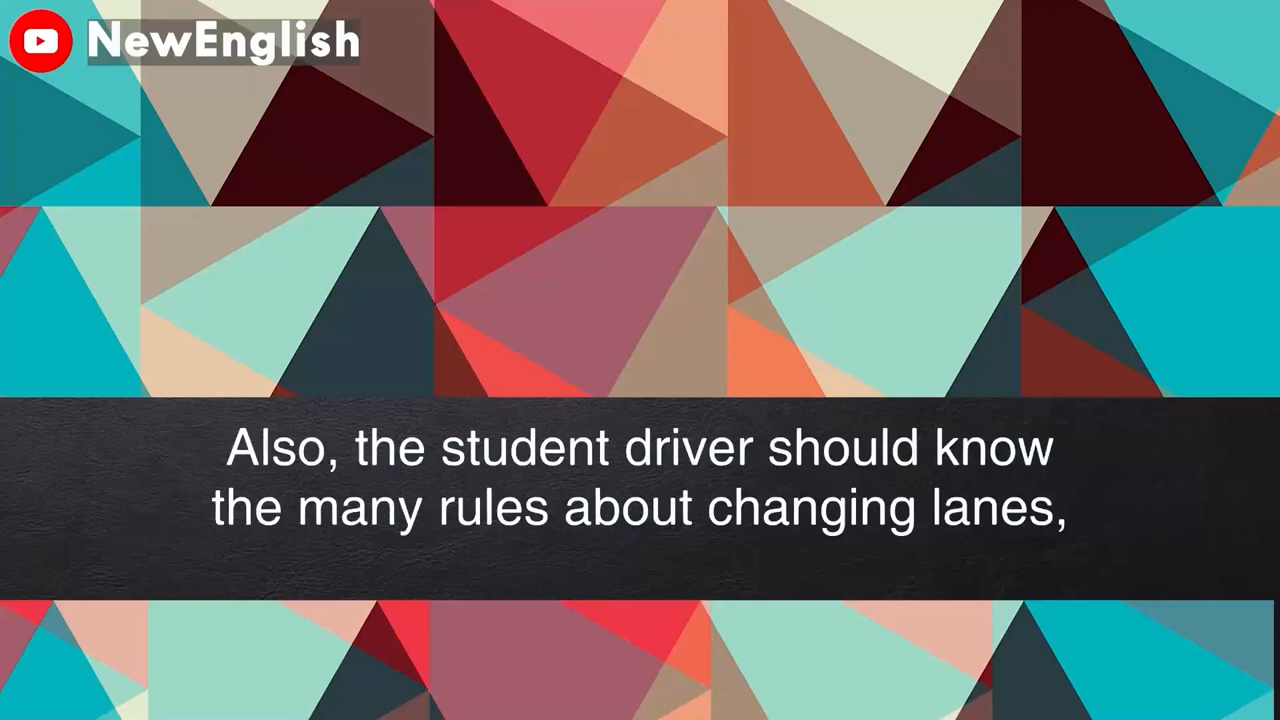 NewEnglish
Also, the student driver should know
the many rules about changing lanes,